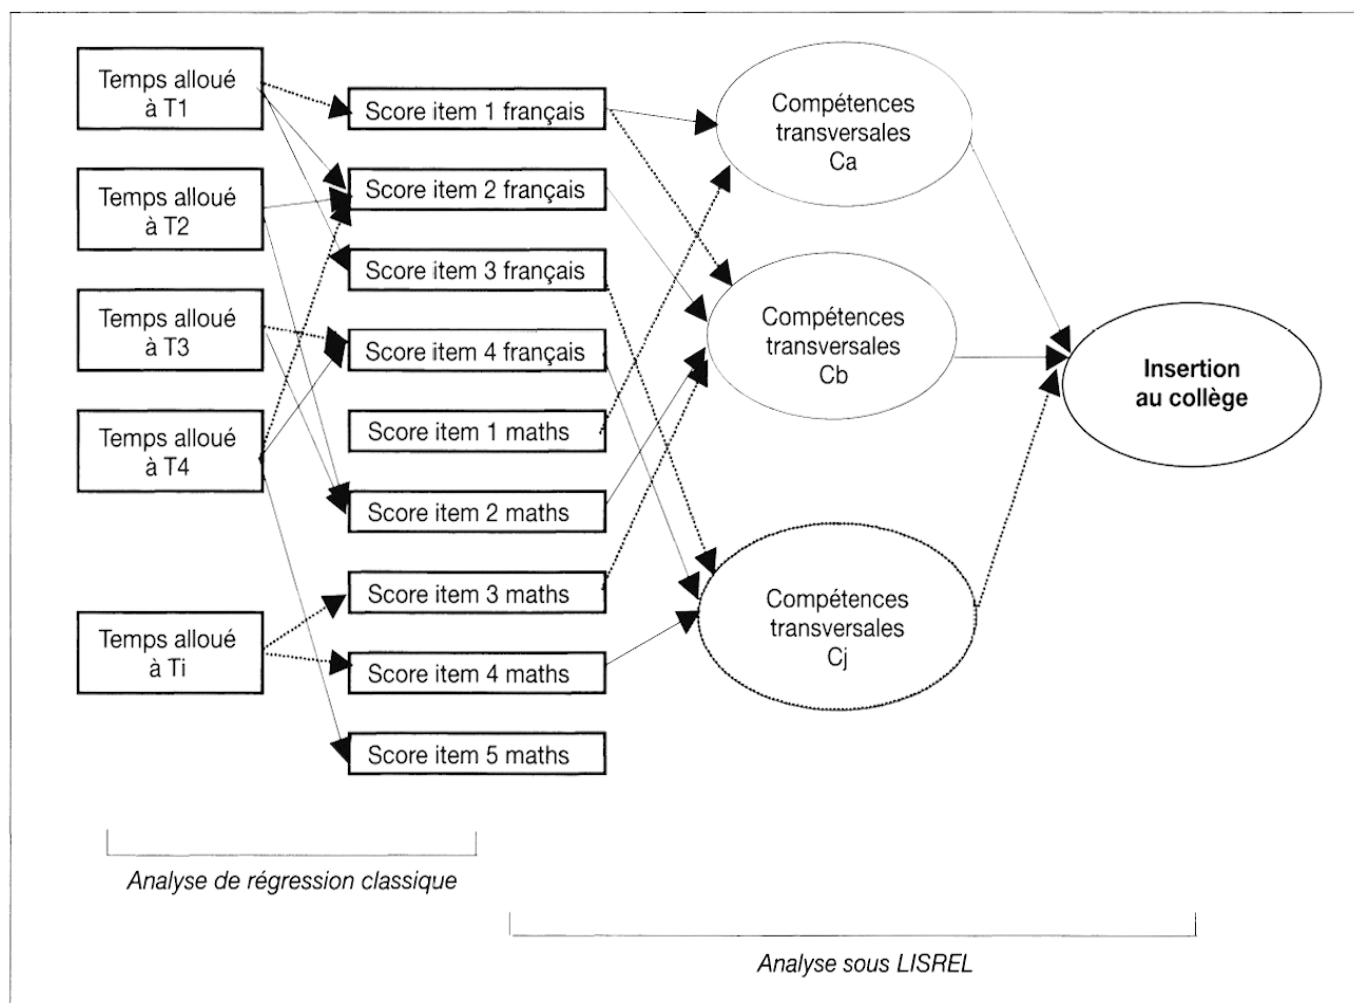 Temps alloué
à T1
Temps alloué
à T2
Temps alloué
à T3
Temps alloué
à T4
Temps alloué
à Ti
Score item 1 français
Score item 2 français
Score item 3 français
Score item 4 français
Score item 1 maths
Score item 2 maths
Score item 3 maths
Score item 4 maths
Score item 5 maths
Compétences
transversales
Ca
Compétences
transversales
Cb
Compétences
transversales
Cj
Insertion
au collège
Analyse de régression classique
Analyse sous LISREL